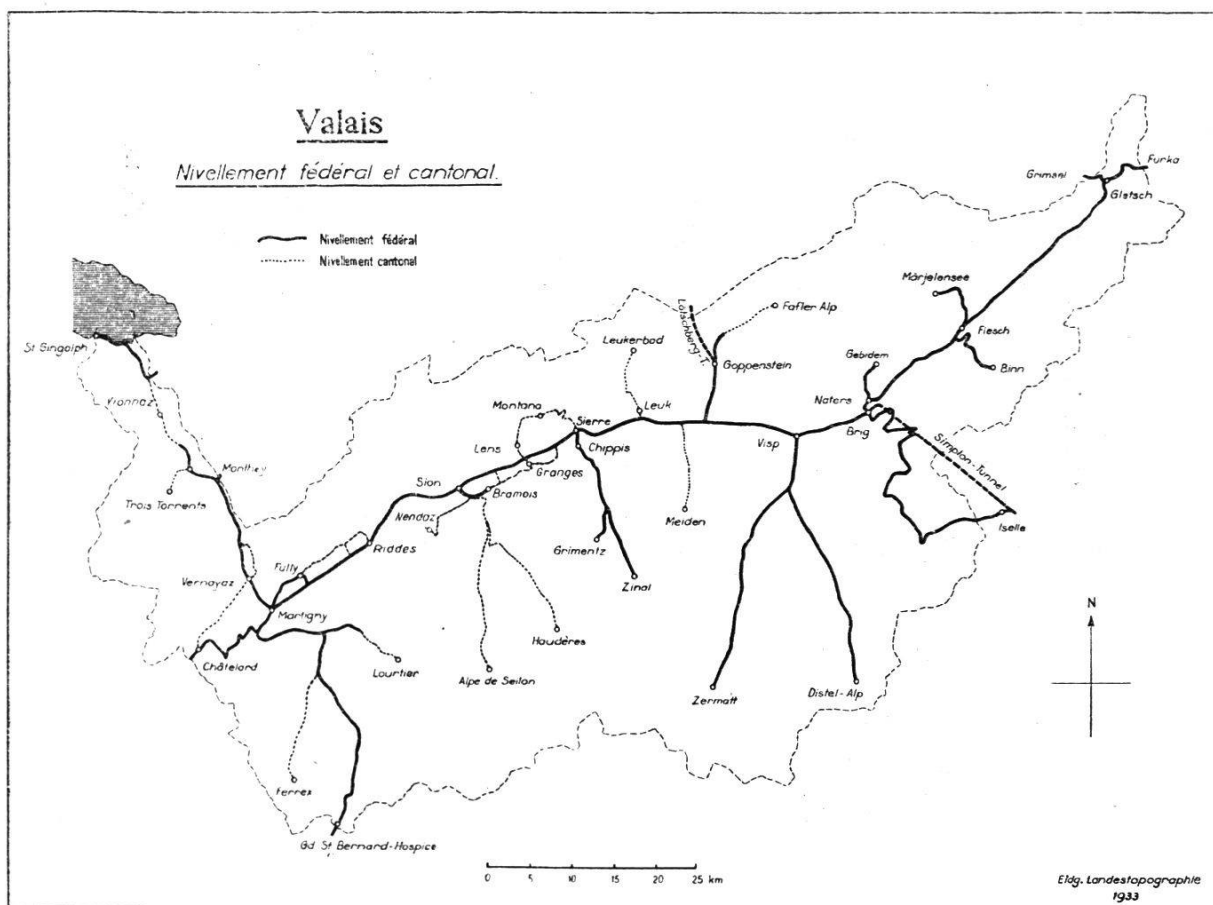 Valais
Nivellement fédéral et cantonal.
Nivellement fédéral
Nivellement cantonal
Furka
Grimsel
Gletsch
Märjelensee
Fafler-Alp
Lötschberg-T.
St Gingolph
Leukerbad
Goppenstein
Fiesch
Gebidem
Binn
Vionnaz
Montana
Leuk
Naters
Sierre
Brig
Visp
Lens
Chippis
Simplon-Tunnel
Monthey
Granges
Sion
Trois Torrents
Bramois
Iselle
Nendaz
Meiden
Riddes
Grimentz
Fully
Vernayaz
Zinal
N
Martigny
Haudères
Châtelard
Lourtier
Alpe de Seilon
Zermatt
Distel-Alp
Ferrex
Gd St Bernard-Hospice
0 5 10 15 20 25 km
Eidg. Landestopographie
1933